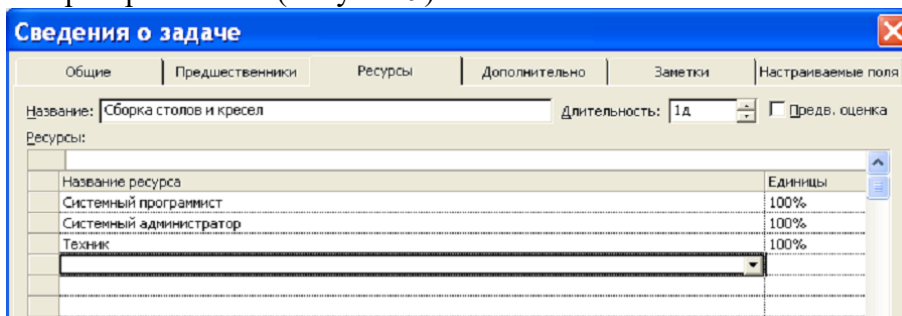 Сведения о задаче
Общие Предшественники Ресурсы Дополнительно Заметки Настраиваемые поля
Название: Сборка столов и кресел Длительность: 1д Предв. оценка
Ресурсы:
Название ресурса Единицы
Системный программист 100%
Системный администратор 100%
Техник 100%